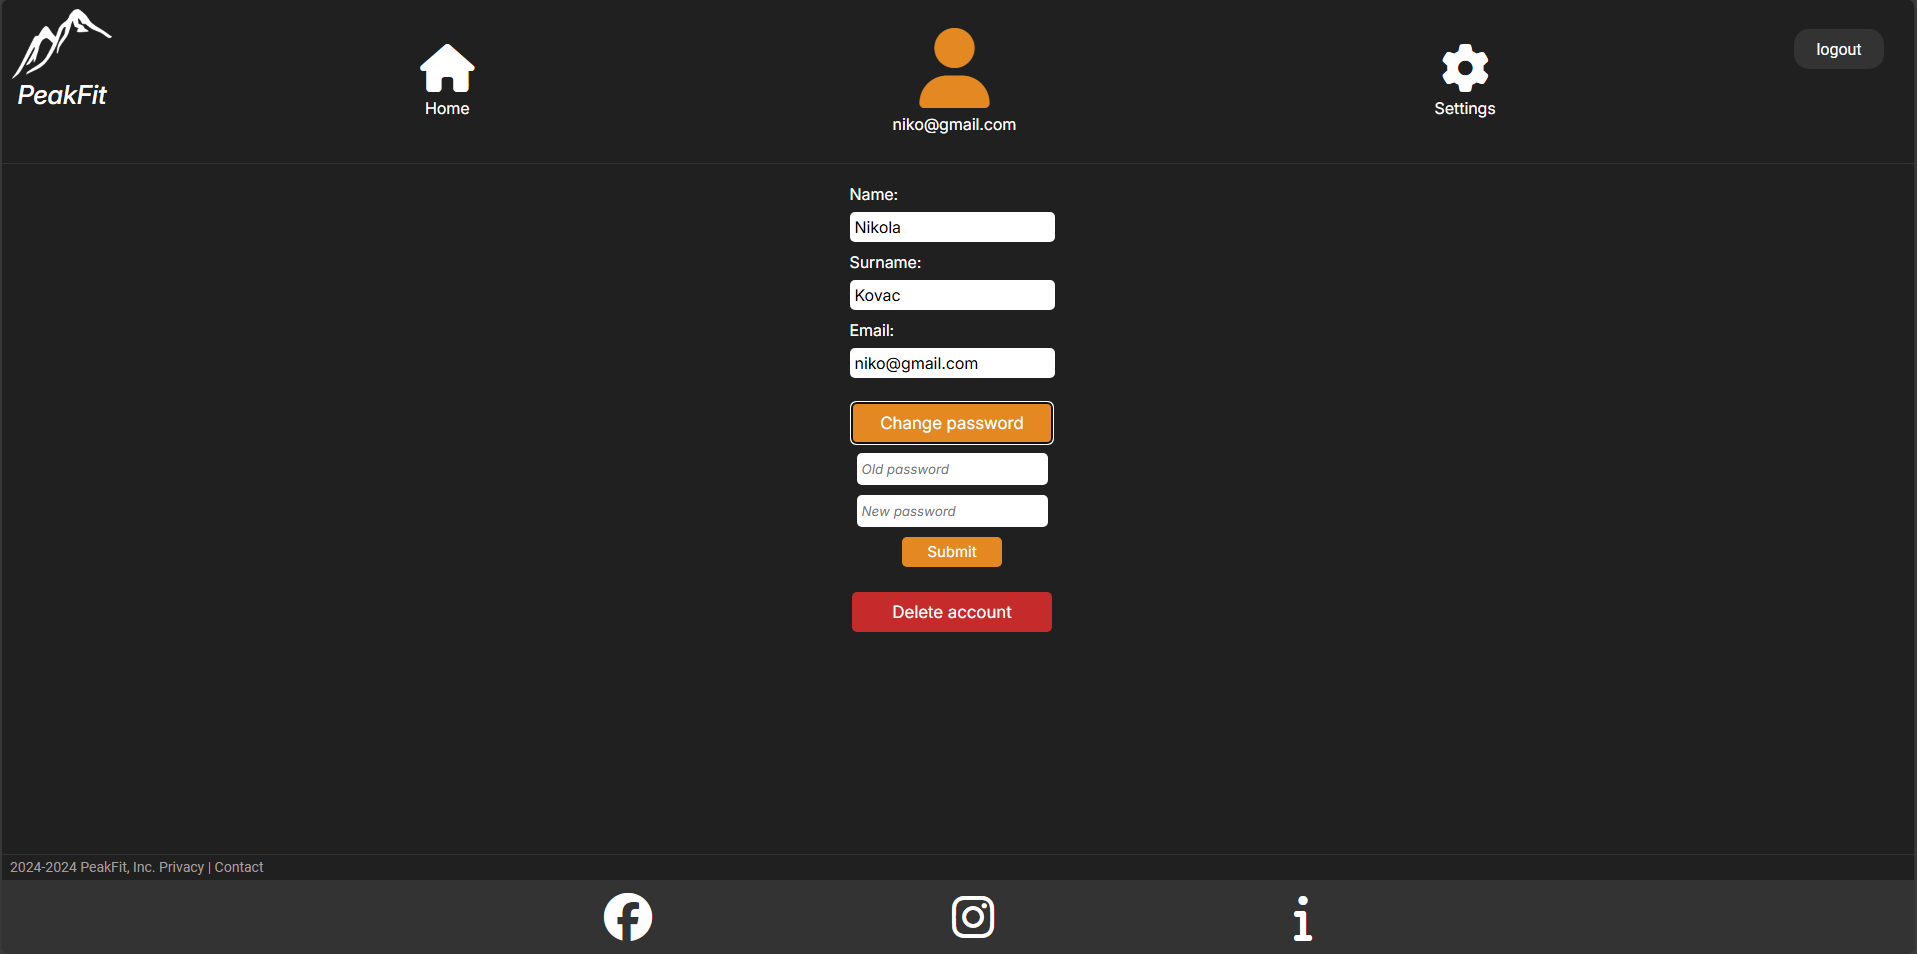 PeakFit
Home
niko@gmail.com
Settings
logout
Name:
Nikola
Surname:
Kovac
Email:
niko@gmail.com
Change password
Old password
New password
Submit
Delete account
2024-2024 PeakFit, Inc. Privacy | Contact